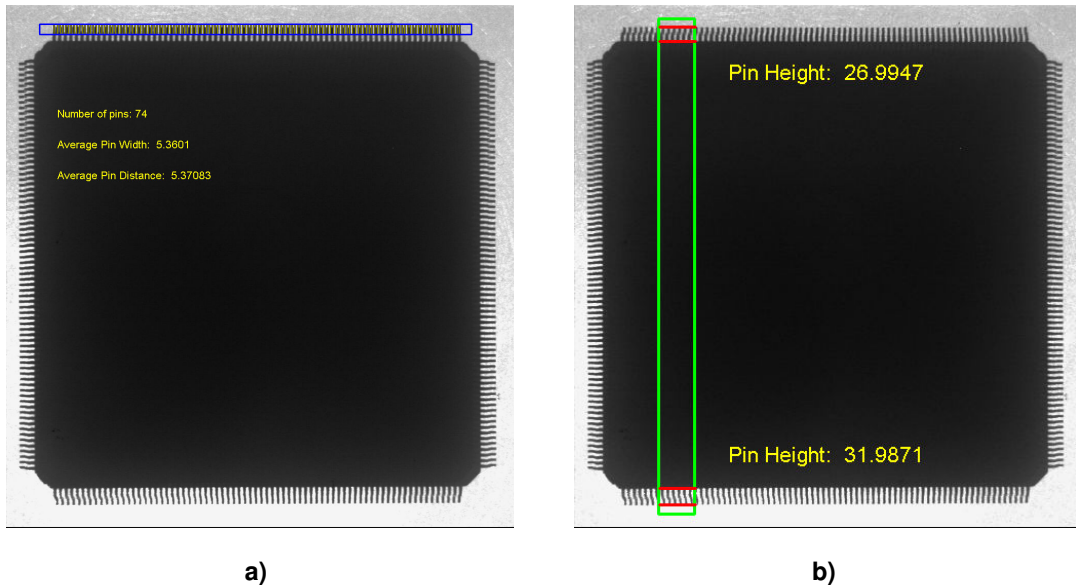 Number of pins: 74
Average Pin Width: 5.3601
Average Pin Distance: 5.37083
Pin Height: 26.9947
Pin Height: 31.9871
a)
b)